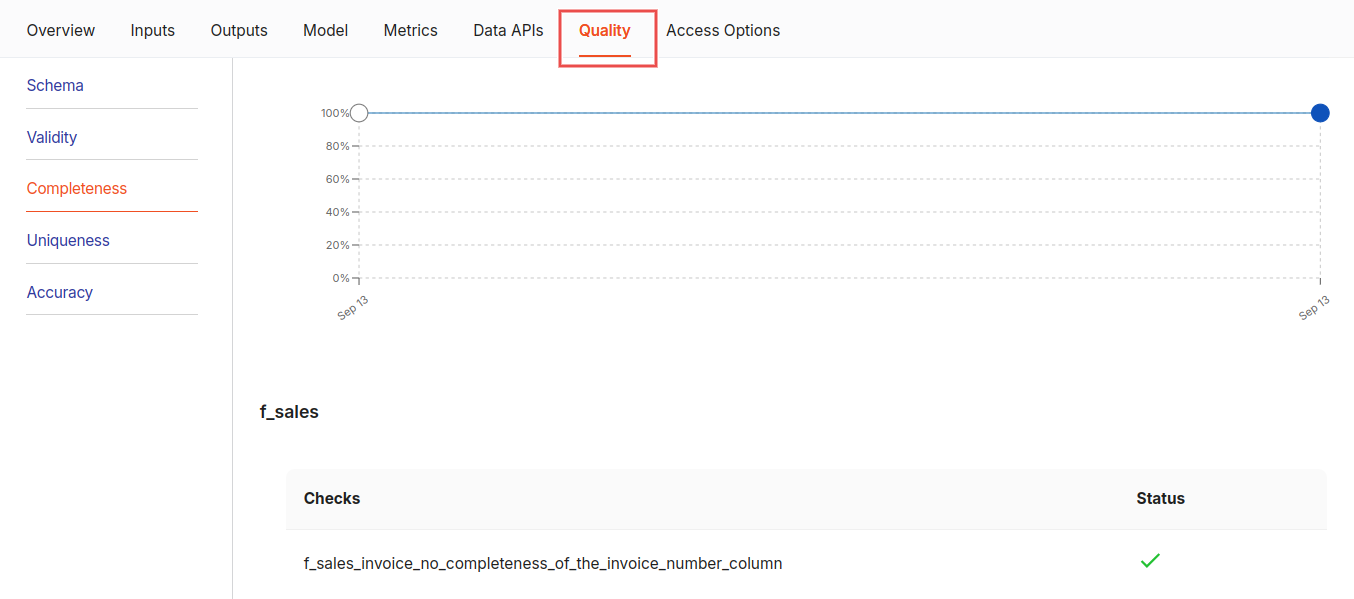 Overview Inputs Outputs Model Metrics Data APIs Quality Access Options
Schema
Validity
Completeness
Uniqueness
Accuracy
100%
80%
60%
40%
20%
0%
Sep 13 Sep 13
f_sales
Checks Status
f_sales_invoice_no_completeness_of_the_invoice_number_column